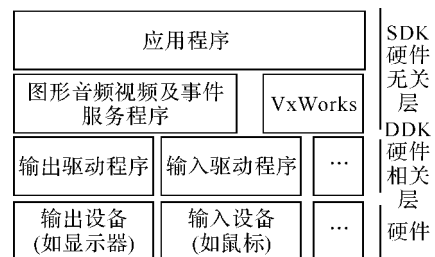 应用程序
图形音频视频及事件
服务程序
VxWorks
输出驱动程序
输入驱动程序
…
输出设备
(如显示器)
输入设备
(如鼠标)
…
SDK
硬件
无关
层
DDK
硬件
相关
层
硬件